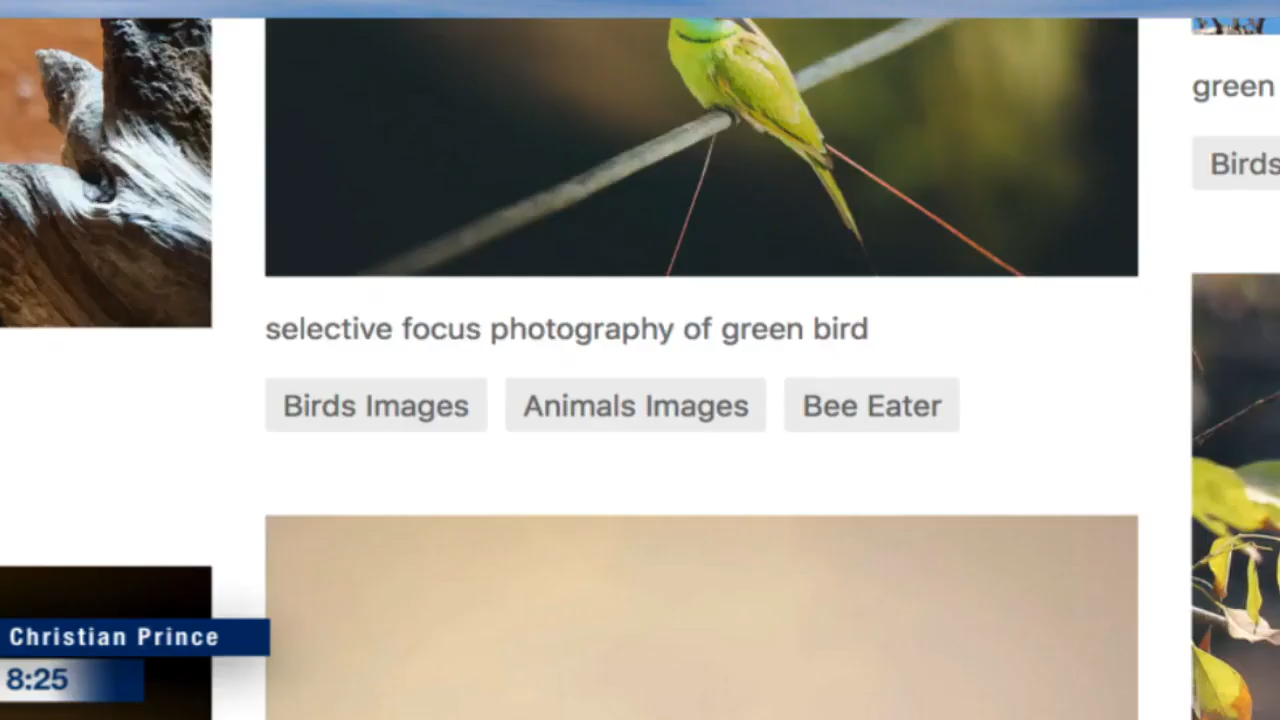 green
Birds
selective focus photography of green bird
Birds Images
Animals Images
Bee Eater
Christian Prince
8:25